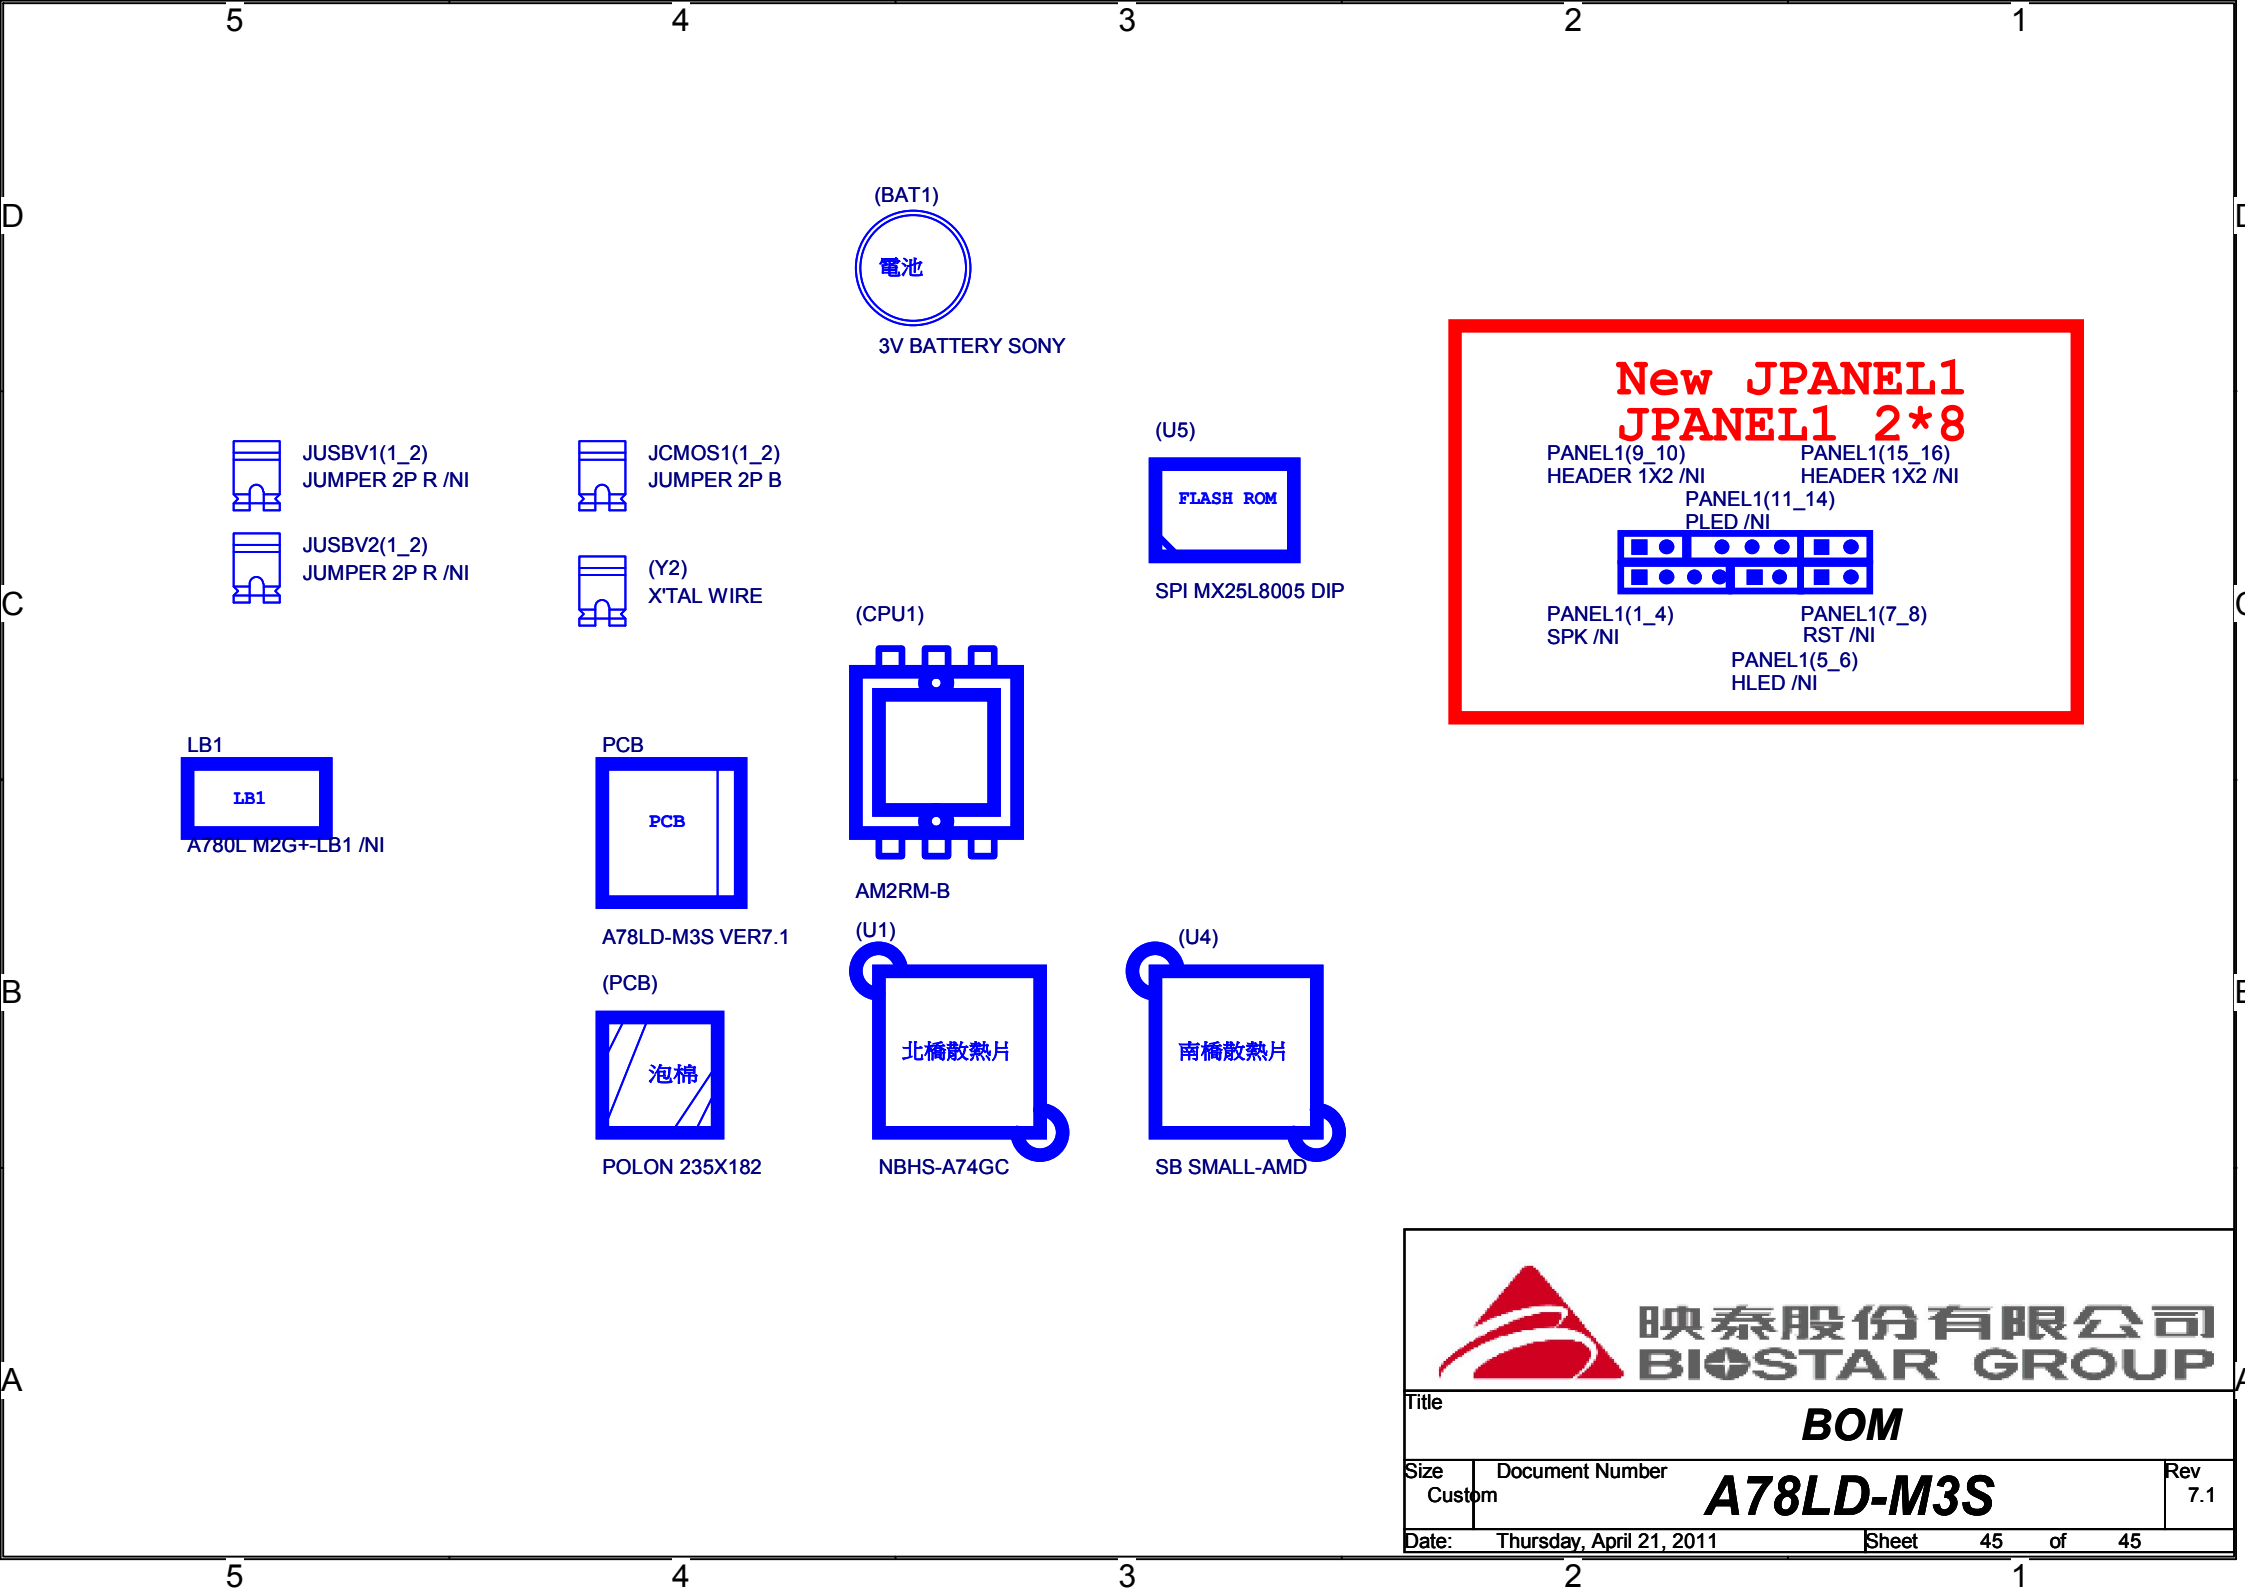 5 4 3 2 1
D D
(BAT1)
電池
3V BATTERY SONY
New JPANEL1
JPANEL1 2*8
PANEL1(9_10)
HEADER 1X2 /NI
PANEL1(15_16)
HEADER 1X2 /NI
PANEL1(11_14)
PLED /NI
PANEL1(1_4)
SPK /NI
PANEL1(7_8)
RST /NI
PANEL1(5_6)
HLED /NI
JUSBV1(1_2)
JUMPER 2P R /NI
JCMOS1(1_2)
JUMPER 2P B
(U5)
FLASH ROM
SPI MX25L8005 DIP
JUSBV2(1_2)
JUMPER 2P R /NI
(Y2)
X'TAL WIRE
C C
(CPU1)
AM2RM-B
LB1
LB1
A780L M2G+-LB1 /NI
PCB
PCB
A78LD-M3S VER7.1
(PCB)
泡棉
POLON 235X182
(U1)
北橋散熱片
NBHS-A74GC
(U4)
南橋散熱片
SB SMALL-AMD
B B
A A
映泰股份有限公司
BIOSTAR GROUP
Title
BOM
Size
Custom
Document Number
A78LD-M3S
Rev
7.1
Date: Thursday, April 21, 2011
Sheet 45 of 45
5 4 3 2 1